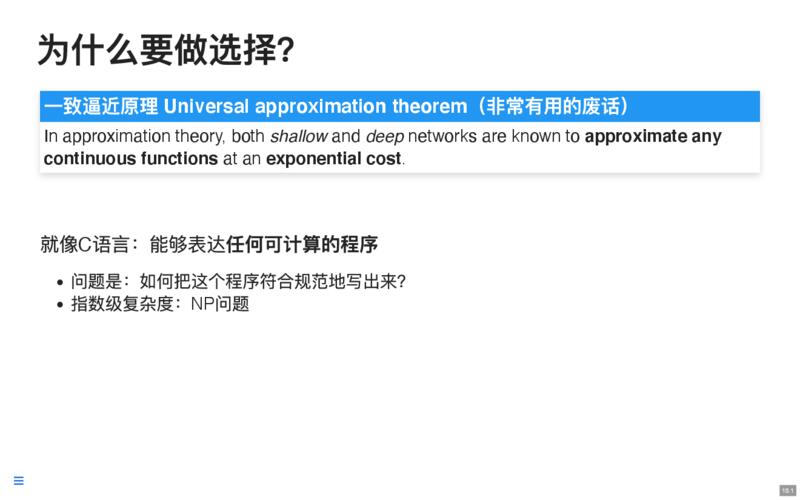 为什么要做选择？
一致逼近原理 Universal approximation theorem（非常有用的废话）
In approximation theory, both shallow and deep networks are known to approximate any
continuous functions at an exponential cost.
就像C语言：能够表达任何可计算的程序
• 问题是：如何把这个程序符合规范地写出来？
• 指数级复杂度：NP问题
15.1